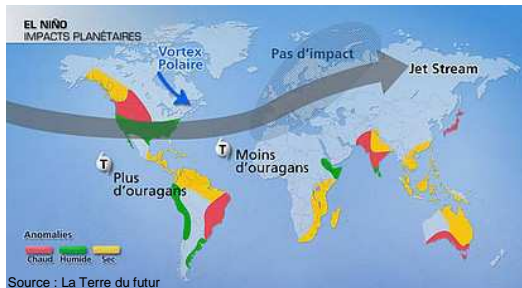 EL NIÑO
IMPACTS PLANÉTAIRES
Vortex
Polaire
Pas d'impact
Jet Stream
T
Plus
d'ouragans
T
Moins
d'ouragans
Anomalies
Chaud Humide Sec
Source : La Terre du futur